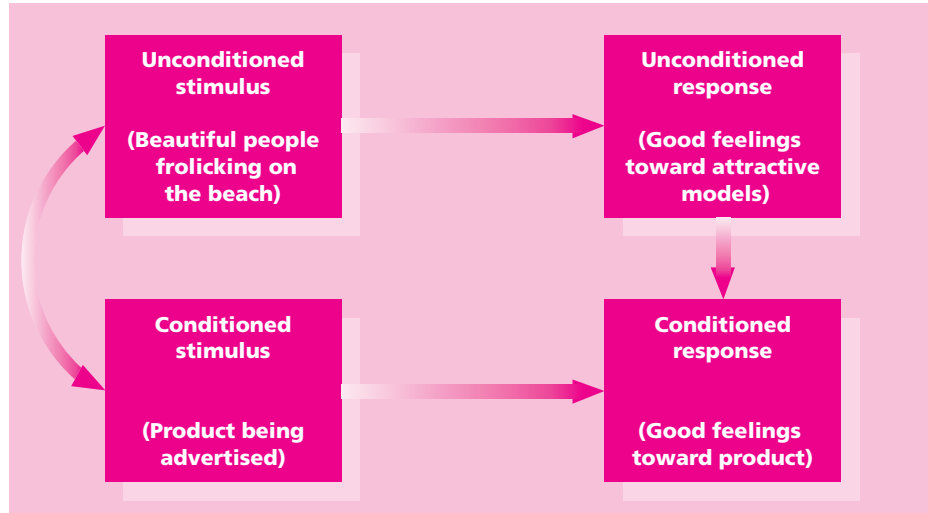 Unconditioned
stimulus
(Beautiful people
frolicking on
the beach)
Unconditioned
response
(Good feelings
toward attractive
models)
Conditioned
stimulus
(Product being
advertised)
Conditioned
response
(Good feelings
toward product)